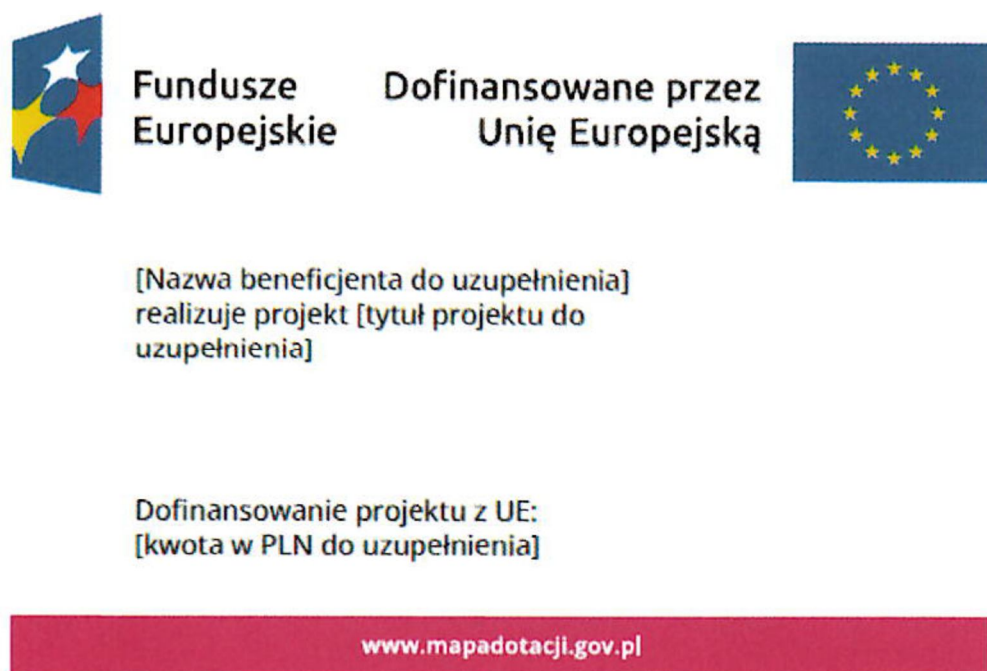 Fundusze
Europejskie
Dofinansowane przez
Unię Europejską
[Nazwa beneficjenta do uzupełnienia]
realizuje projekt [tytuł projektu do
uzupełnienia]
Dofinansowanie projektu z UE:
[kwota w PLN do uzupełnienia]
www.mapadotacji.gov.pl